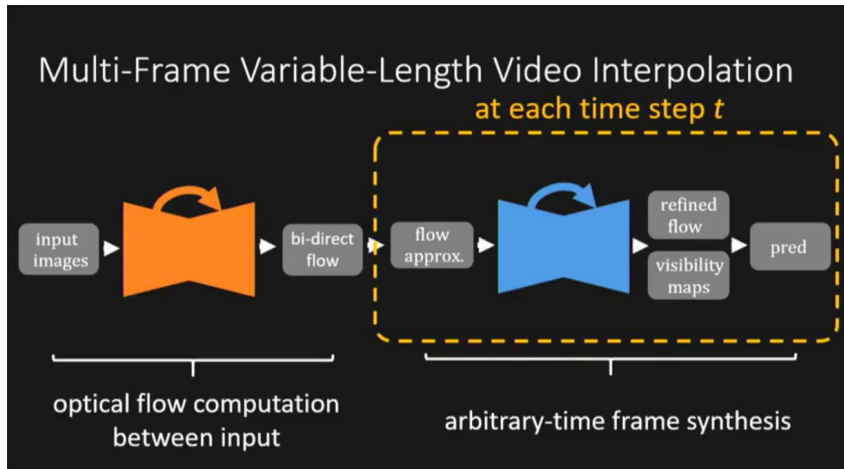 Multi-Frame Variable-Length Video Interpolation
at each time step t
input
images
bi-direct
flow
flow
approx.
refined
flow
visibility
maps
pred
optical flow computation
between input
arbitrary-time frame synthesis